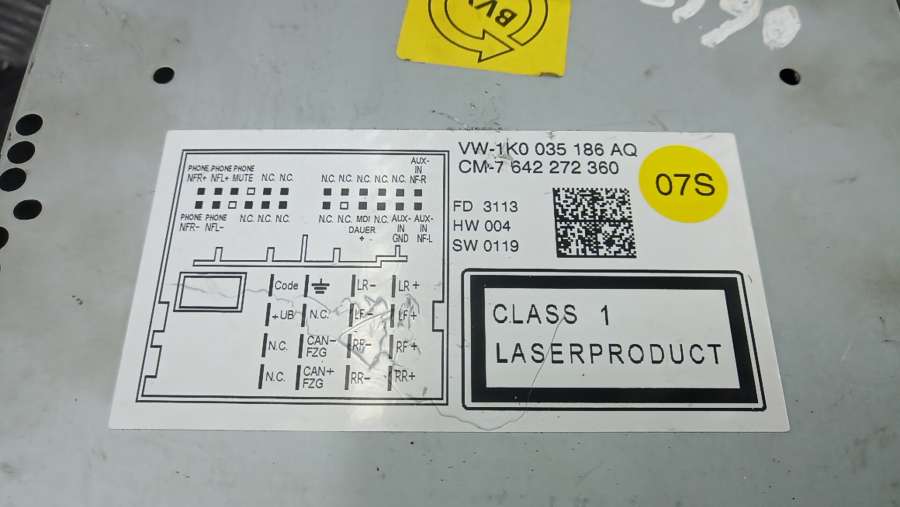 BVV
VW-1K0 035 186 AQ
CM-7 642 272 360
07S
FD 3113
HW 004
SW 0119
PHONE PHONE PHONE
NFR+ NFL+ MUTE N.C. N.C.
N.C. N.C. N.C. N.C. AUX-IN NF-R
PHONE PHONE
NFR- NFL- N.C. N.C. N.C.
N.C. N.C. MDI AUX- AUX-
DAUER IN IN
+ - GND NF-L
Code LR- LR+
+UB N.C. LF- LF+
N.C. CAN- FZG RF- RF+
N.C. CAN+ FZG RR- RR+
CLASS 1
LASERPRODUCT